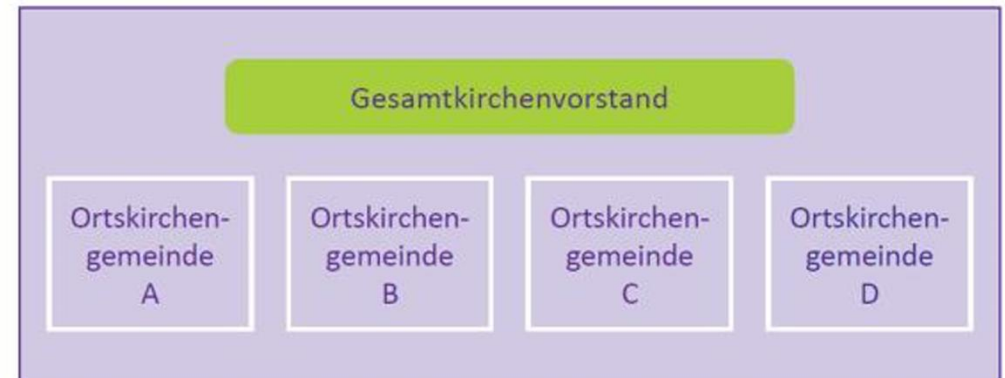 Gesamtkirchenvorstand
Ortskirchen-
gemeinde
A
Ortskirchen-
gemeinde
B
Ortskirchen-
gemeinde
C
Ortskirchen-
gemeinde
D